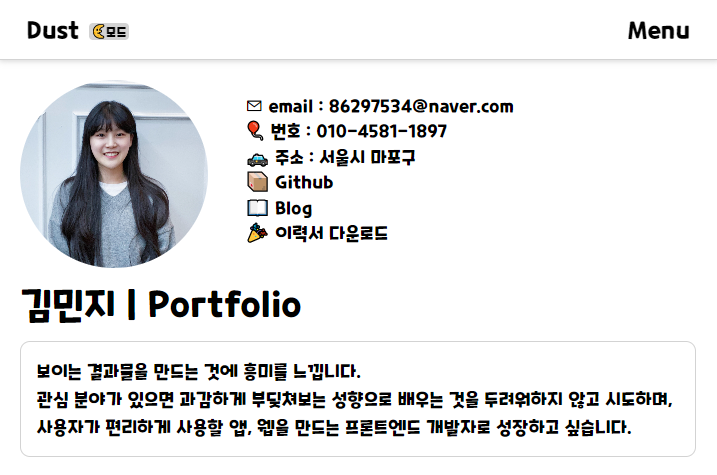 Dust 모드
Menu
email : 86297534@naver.com
번호 : 010-4581-1897
주소 : 서울시 마포구
Github
Blog
이력서 다운로드
김민지 | Portfolio
보이는 결과물을 만드는 것에 흥미를 느낍니다.
관심 분야가 있으면 과감하게 부딪쳐보는 성향으로 배우는 것을 두려워하지 않고 시도하며,
사용자가 편리하게 사용할 앱, 웹을 만드는 프론트엔드 개발자로 성장하고 싶습니다.